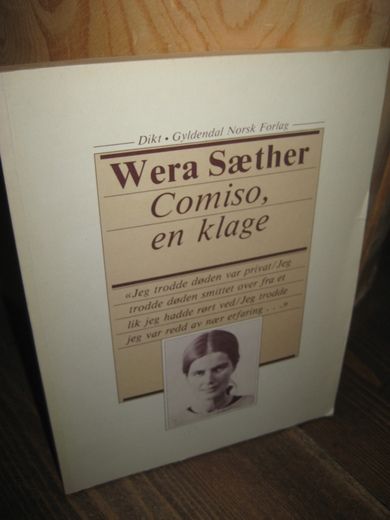 Dikt • Gyldendal Norsk Forlag
Wera Sæther
Comiso,
en klage
«Jeg trodde døden var privat/Jeg
trodde døden smittet over fra et
lik jeg hadde rørt ved/Jeg trodde
jeg var redd av nær erfaring . . .»